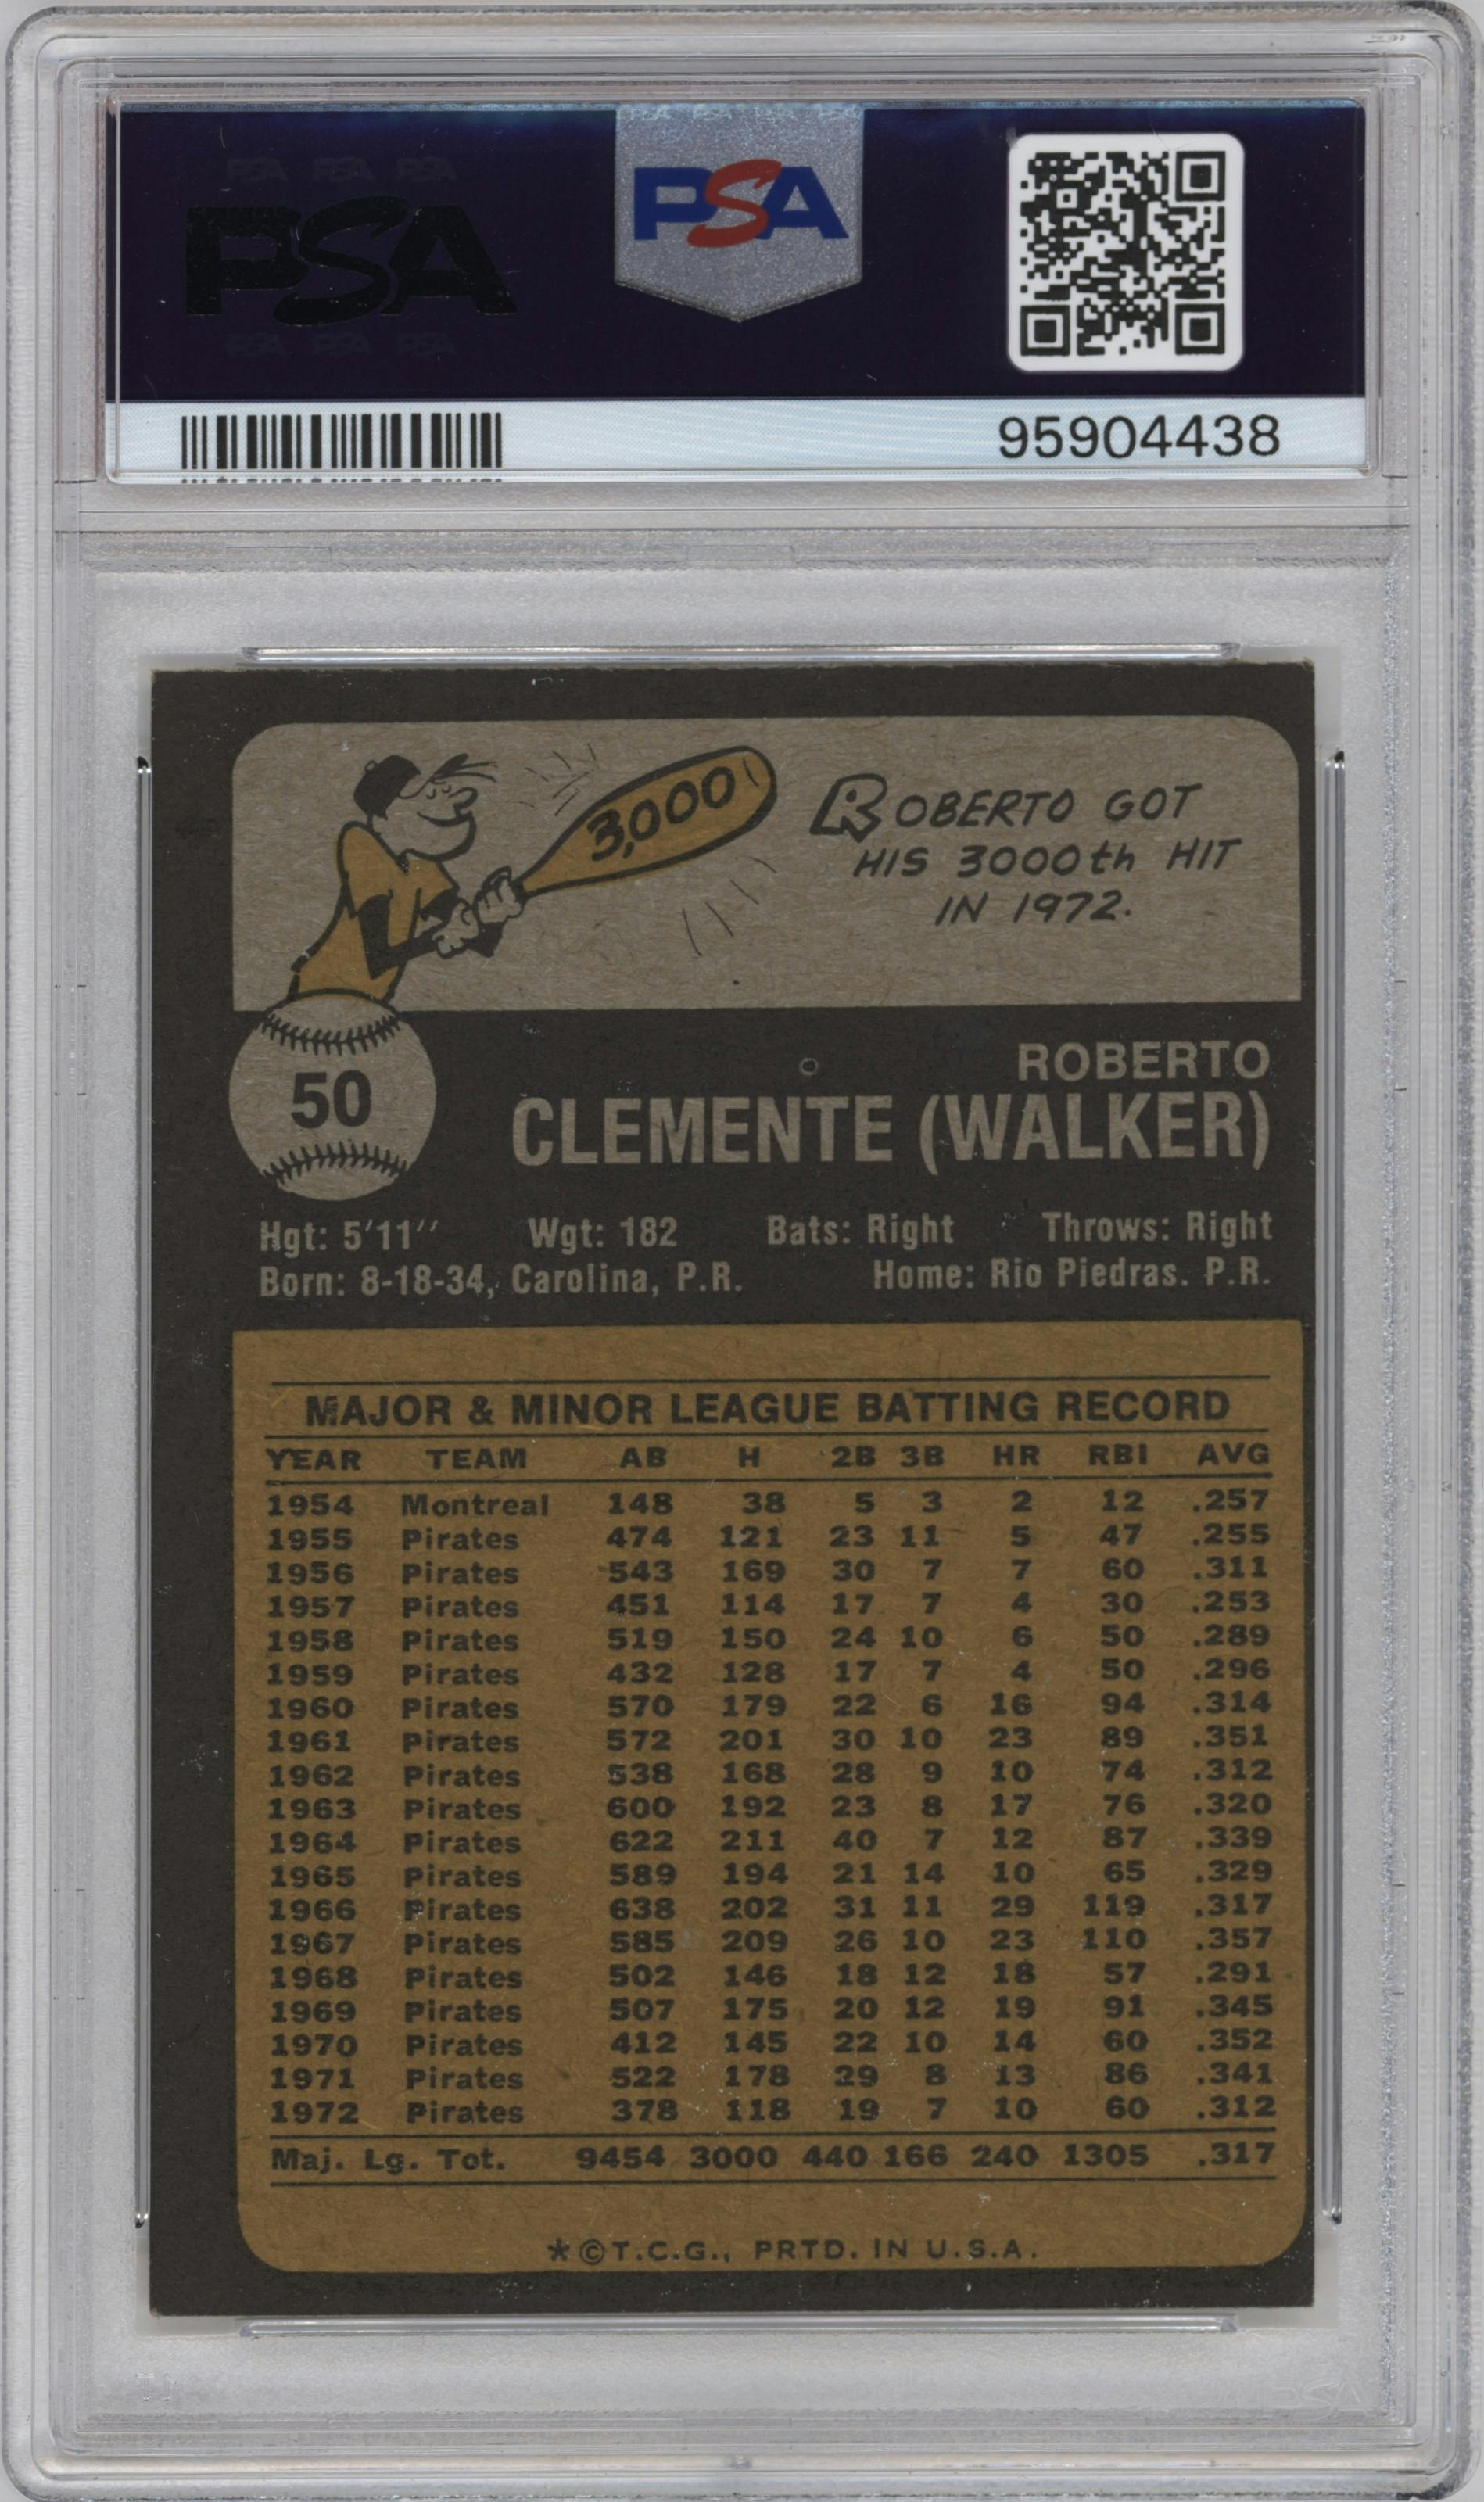 PSA PSA PSA
PSA
PSA PSA PSA
PSA
95904438
3,000
ROBERTO GOT
HIS 3000th HIT
IN 1972.
50
ROBERTO
CLEMENTE (WALKER)
Hgt: 5'11'' Wgt: 182 Bats: Right Throws: Right
Born: 8-18-34, Carolina, P.R. Home: Rio Piedras. P.R.
MAJOR & MINOR LEAGUE BATTING RECORD
YEAR TEAM AB H 2B 3B HR RBI AVG
1954 Montreal 148 38 5 3 2 12 .257
1955 Pirates 474 121 23 11 5 47 .255
1956 Pirates 543 169 30 7 7 60 .311
1957 Pirates 451 114 17 7 4 30 .253
1958 Pirates 519 150 24 10 6 50 .289
1959 Pirates 432 128 17 7 4 50 .296
1960 Pirates 570 179 22 6 16 94 .314
1961 Pirates 572 201 30 10 23 89 .351
1962 Pirates 538 168 28 9 10 74 .312
1963 Pirates 600 192 23 8 17 76 .320
1964 Pirates 622 211 40 7 12 87 .339
1965 Pirates 589 194 21 14 10 65 .329
1966 Pirates 638 202 31 11 29 119 .317
1967 Pirates 585 209 26 10 23 110 .357
1968 Pirates 502 146 18 12 18 57 .291
1969 Pirates 507 175 20 12 19 91 .345
1970 Pirates 412 145 22 10 14 60 .352
1971 Pirates 522 178 29 8 13 86 .341
1972 Pirates 378 118 19 7 10 60 .312
Maj. Lg. Tot. 9454 3000 440 166 240 1305 .317
*©T.C.G., PRTD. IN U.S.A.
PSA